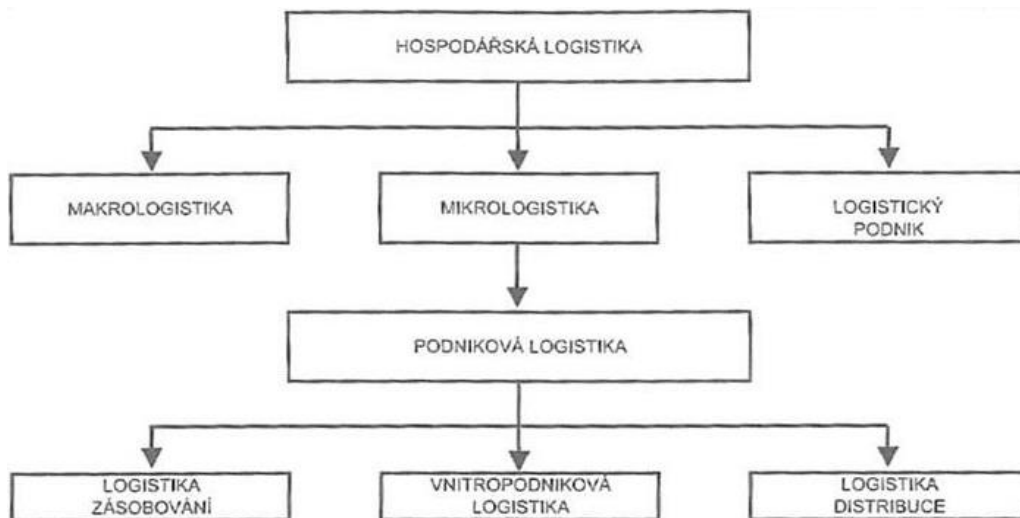 HOSPODÁŘSKÁ LOGISTIKA
MAKROLOGISTIKA
MIKROLOGISTIKA
LOGISTICKÝ
PODNIK
PODNIKOVÁ LOGISTIKA
LOGISTIKA
ZÁSOBOVÁNÍ
VNITROPODNIKOVÁ
LOGISTIKA
LOGISTIKA
DISTRIBUCE